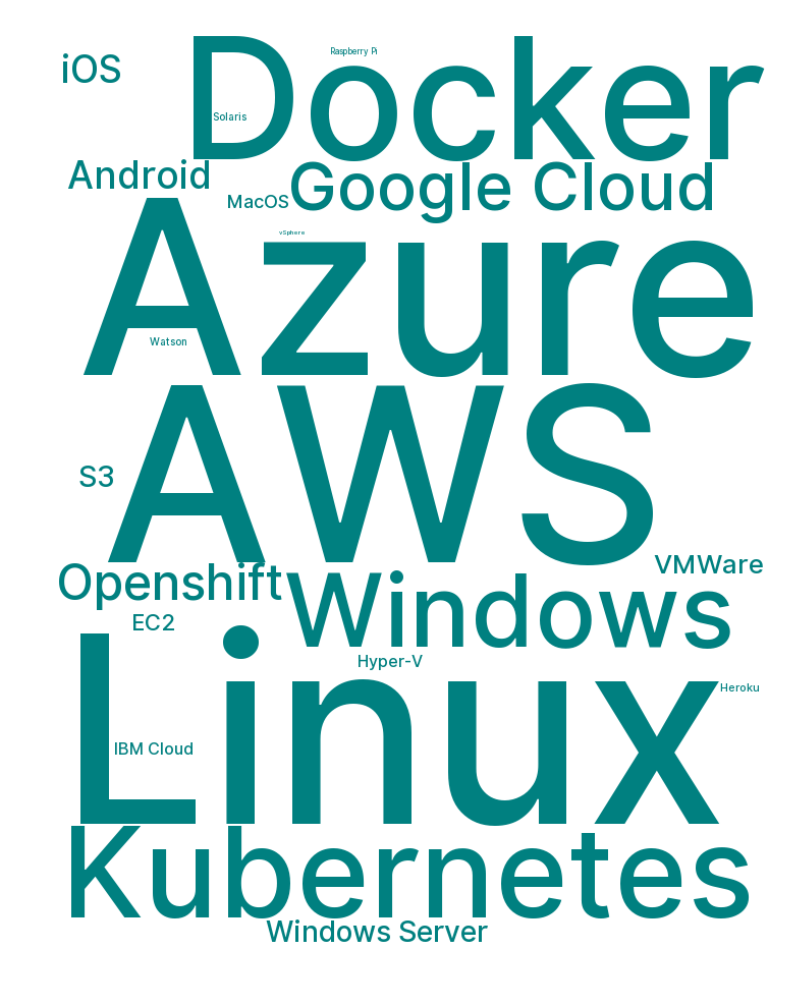 Raspberry Pi
iOS
Docker
Solaris
Android
MacOS
Google Cloud
vSphere
Azure
Watson
AWS
S3
VMWare
Openshift
Windows
EC2
Hyper-V
Linux
Heroku
IBM Cloud
Kubernetes
Windows Server